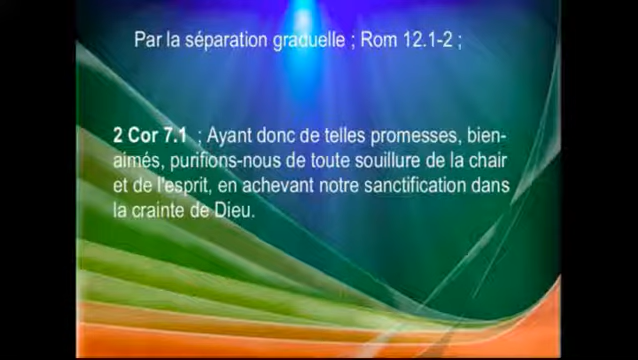 Par la séparation graduelle ; Rom 12.1-2 ;
2 Cor 7.1 ; Ayant donc de telles promesses, bien-
aimés, purifions-nous de toute souillure de la chair
et de l'esprit, en achevant notre sanctification dans
la crainte de Dieu.